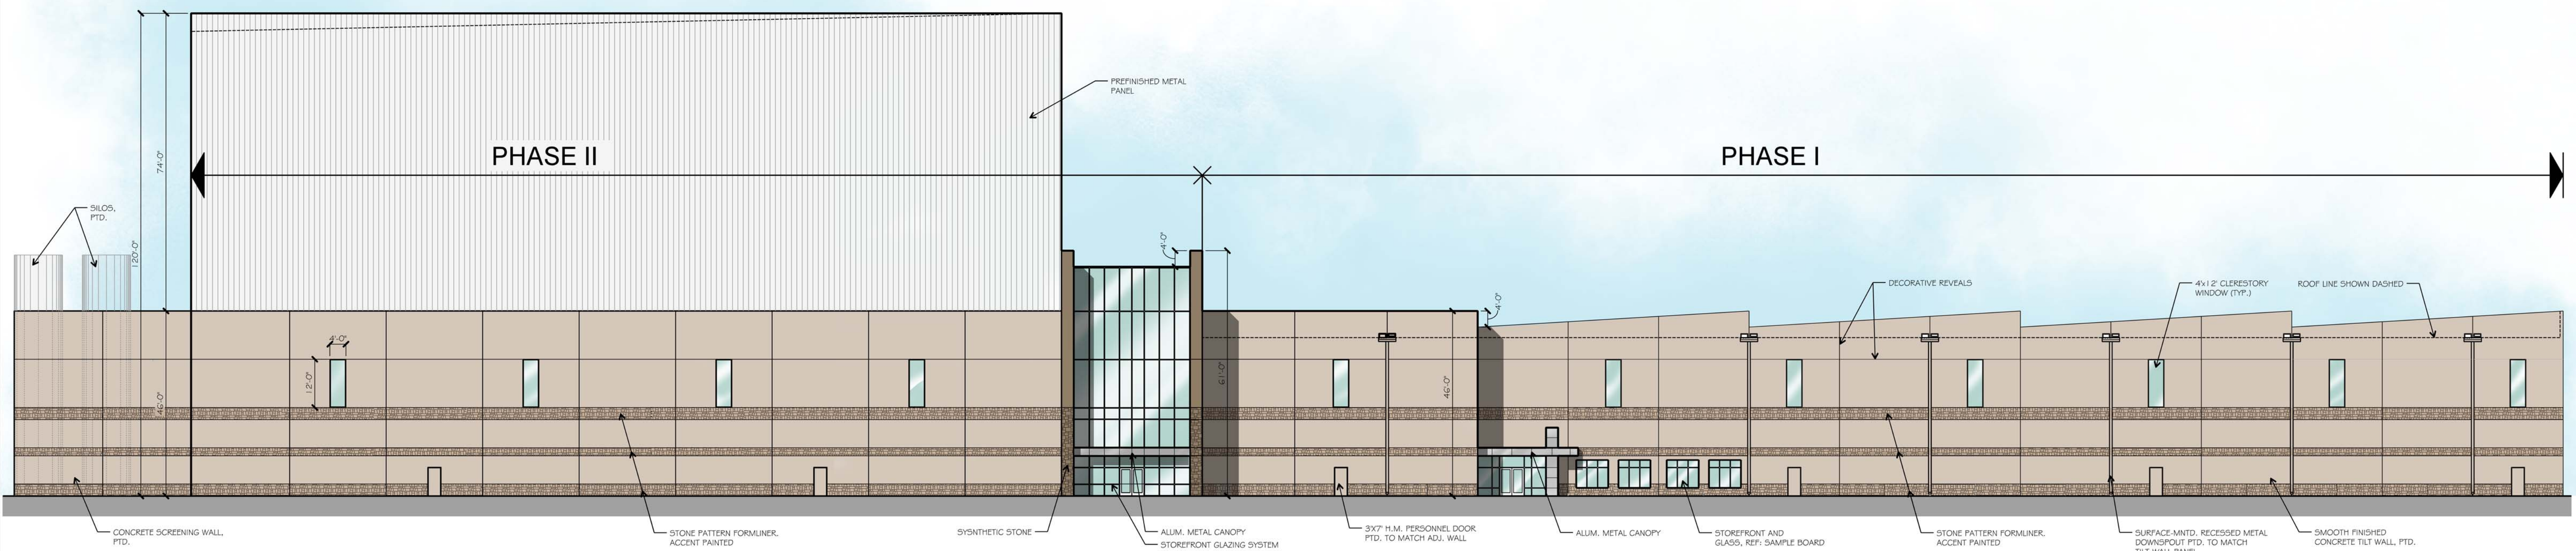 PREFINISHED METAL
PANEL
PHASE II
PHASE I
74'-0"
120'-0"
SILOS,
PTD.
4'-0"
4'-0"
DECORATIVE REVEALS
4'x12' CLERESTORY
WINDOW (TYP.)
ROOF LINE SHOWN DASHED
4'-0"
12'-0"
46'-0"
61'-0"
46'-0"
CONCRETE SCREENING WALL,
PTD.
STONE PATTERN FORMLINER.
ACCENT PAINTED
SYSNTHETIC STONE
ALUM. METAL CANOPY
STOREFRONT GLAZING SYSTEM
3'X7' H.M. PERSONNEL DOOR
PTD. TO MATCH ADJ. WALL
ALUM. METAL CANOPY
STOREFRONT AND
GLASS, REF: SAMPLE BOARD
STONE PATTERN FORMLINER.
ACCENT PAINTED
SURFACE-MNTD. RECESSED METAL
DOWNSPOUT PTD. TO MATCH
TILT WALL PANEL
SMOOTH FINISHED
CONCRETE TILT WALL, PTD.